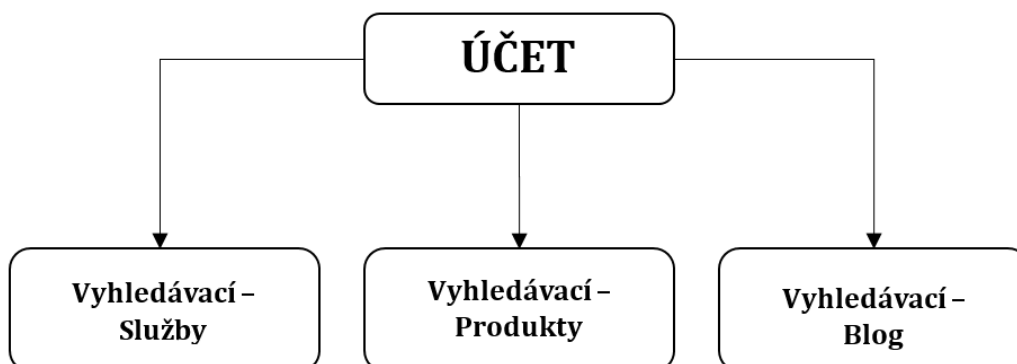 ÚČET
Vyhledávací –
Služby
Vyhledávací –
Produkty
Vyhledávací –
Blog